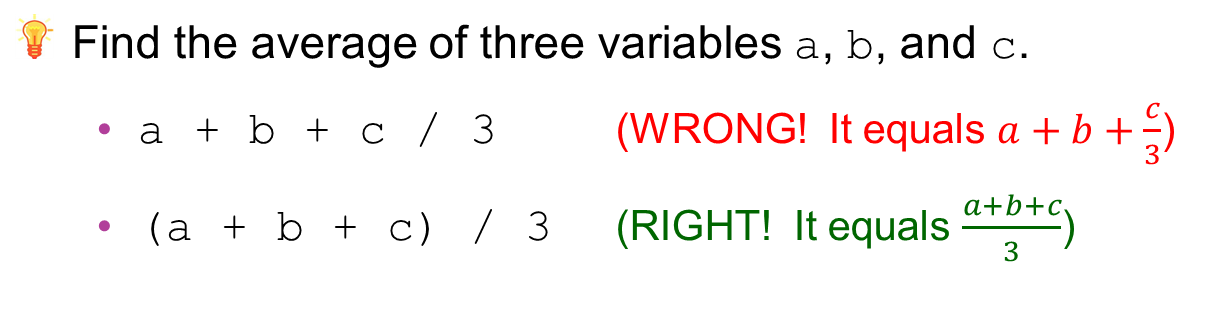 Find the average of three variables a, b, and c.
• a + b + c / 3 (WRONG! It equals a + b + c/3)
• (a + b + c) / 3 (RIGHT! It equals a+b+c/3)